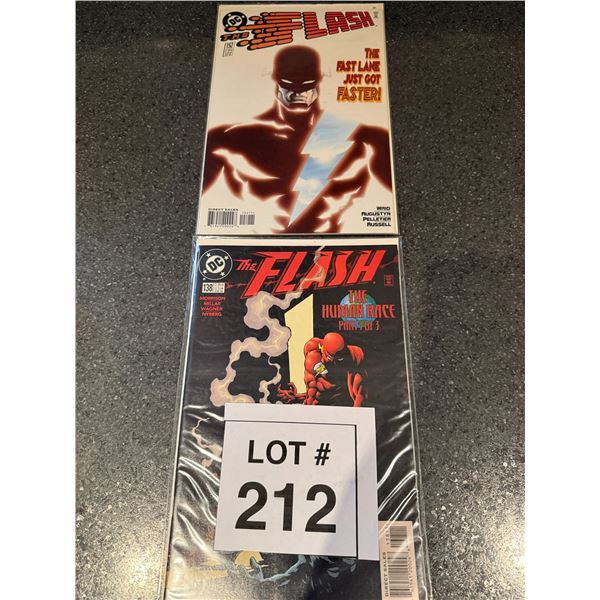 DC
THE FLASH
152
THE
FAST LANE
JUST GOT
FASTER!
DIRECT SALES
WAID
AUGUSTYN
PELLETIER
RUSSELL
DC
The FLASH
138
MORRISON
MILLAR
WAGNER
NYBERG
THE
HUMAN RACE
PART 3 OF 3
LOT #
212
DIRECT SALES